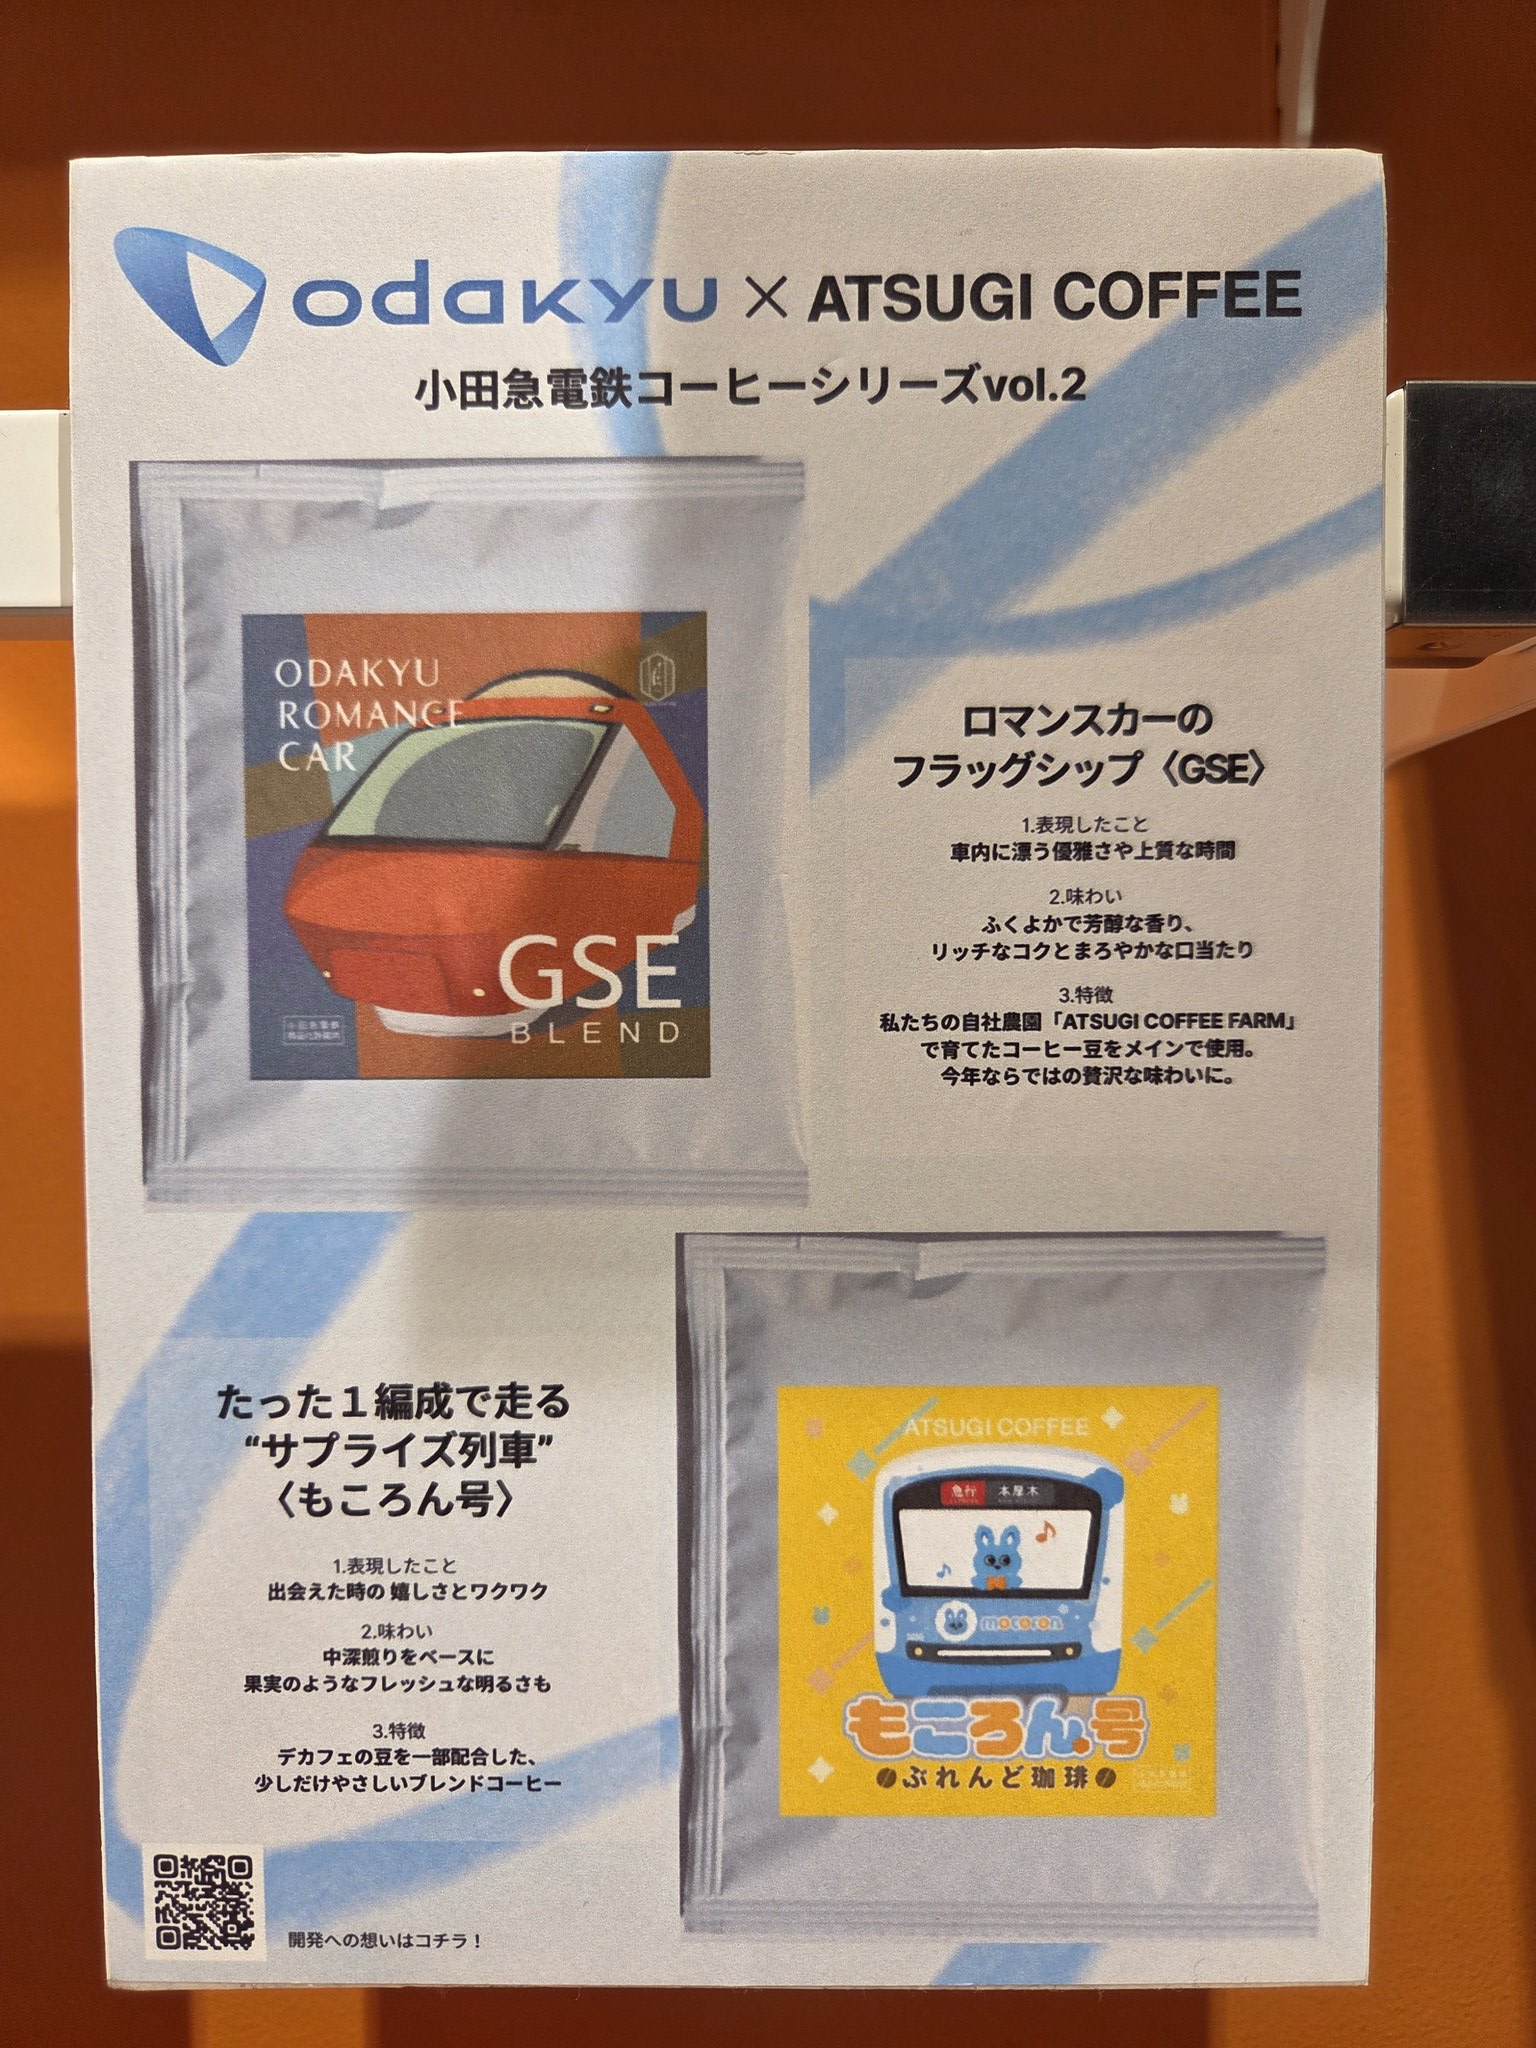 odakyu × ATSUGI COFFEE
小田急電鉄コーヒーシリーズvol.2
ODAKYU
ROMANCE
CAR
GSE
BLEND
ロマンスカーの
フラッグシップ〈GSE〉
1.表現したこと
車内に漂う優雅さや上質な時間
2.味わい
ふくよかで芳醇な香り、
リッチなコクとまろやかな口当たり
3.特徴
私たちの自社農園「ATSUGI COFFEE FARM」
で育てたコーヒー豆をメインで使用。
今年ならではの贅沢な味わいに。
たった1編成で走る
“サプライズ列車”
〈もころん号〉
1.表現したこと
出会えた時の 嬉しさとワクワク
2.味わい
中深煎りをベースに
果実のようなフレッシュな明るさも
3.特徴
デカフェの豆を一部配合した、
少しだけやさしいブレンドコーヒー
ATSUGI COFFEE
急行 本厚木
mocoron
もころん号
ぶれんど珈琲
開発への想いはコチラ！